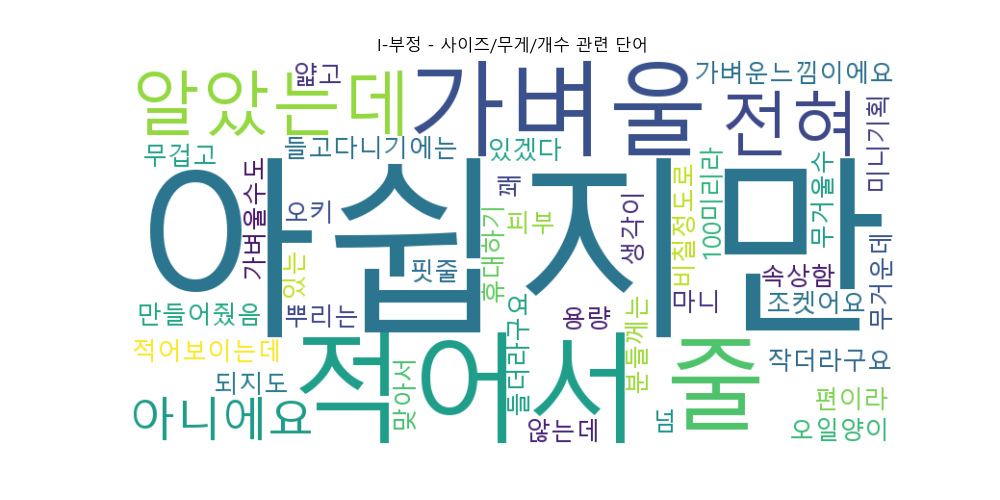 I-부정 - 사이즈/무게/개수 관련 단어
알았는데
얇고
가벼울
가벼운느낌이에요
전혀
미니기획
무겁고
들고다니기에는
있겠다
아쉽지만
가벼울수도
오키
있는
핏줄
꽤
휴대하기
피부
생각이
비칠정도로
100미리라
무거울수
무거운데
속상함
조켓어요
마니
만들어줬음
뿌리는
용량
적어보이는데
되지도
적어서
맞아서
들더라구요
분들께는
줄
작더라구요
아니에요
않는데
넘
편이라
오일양이